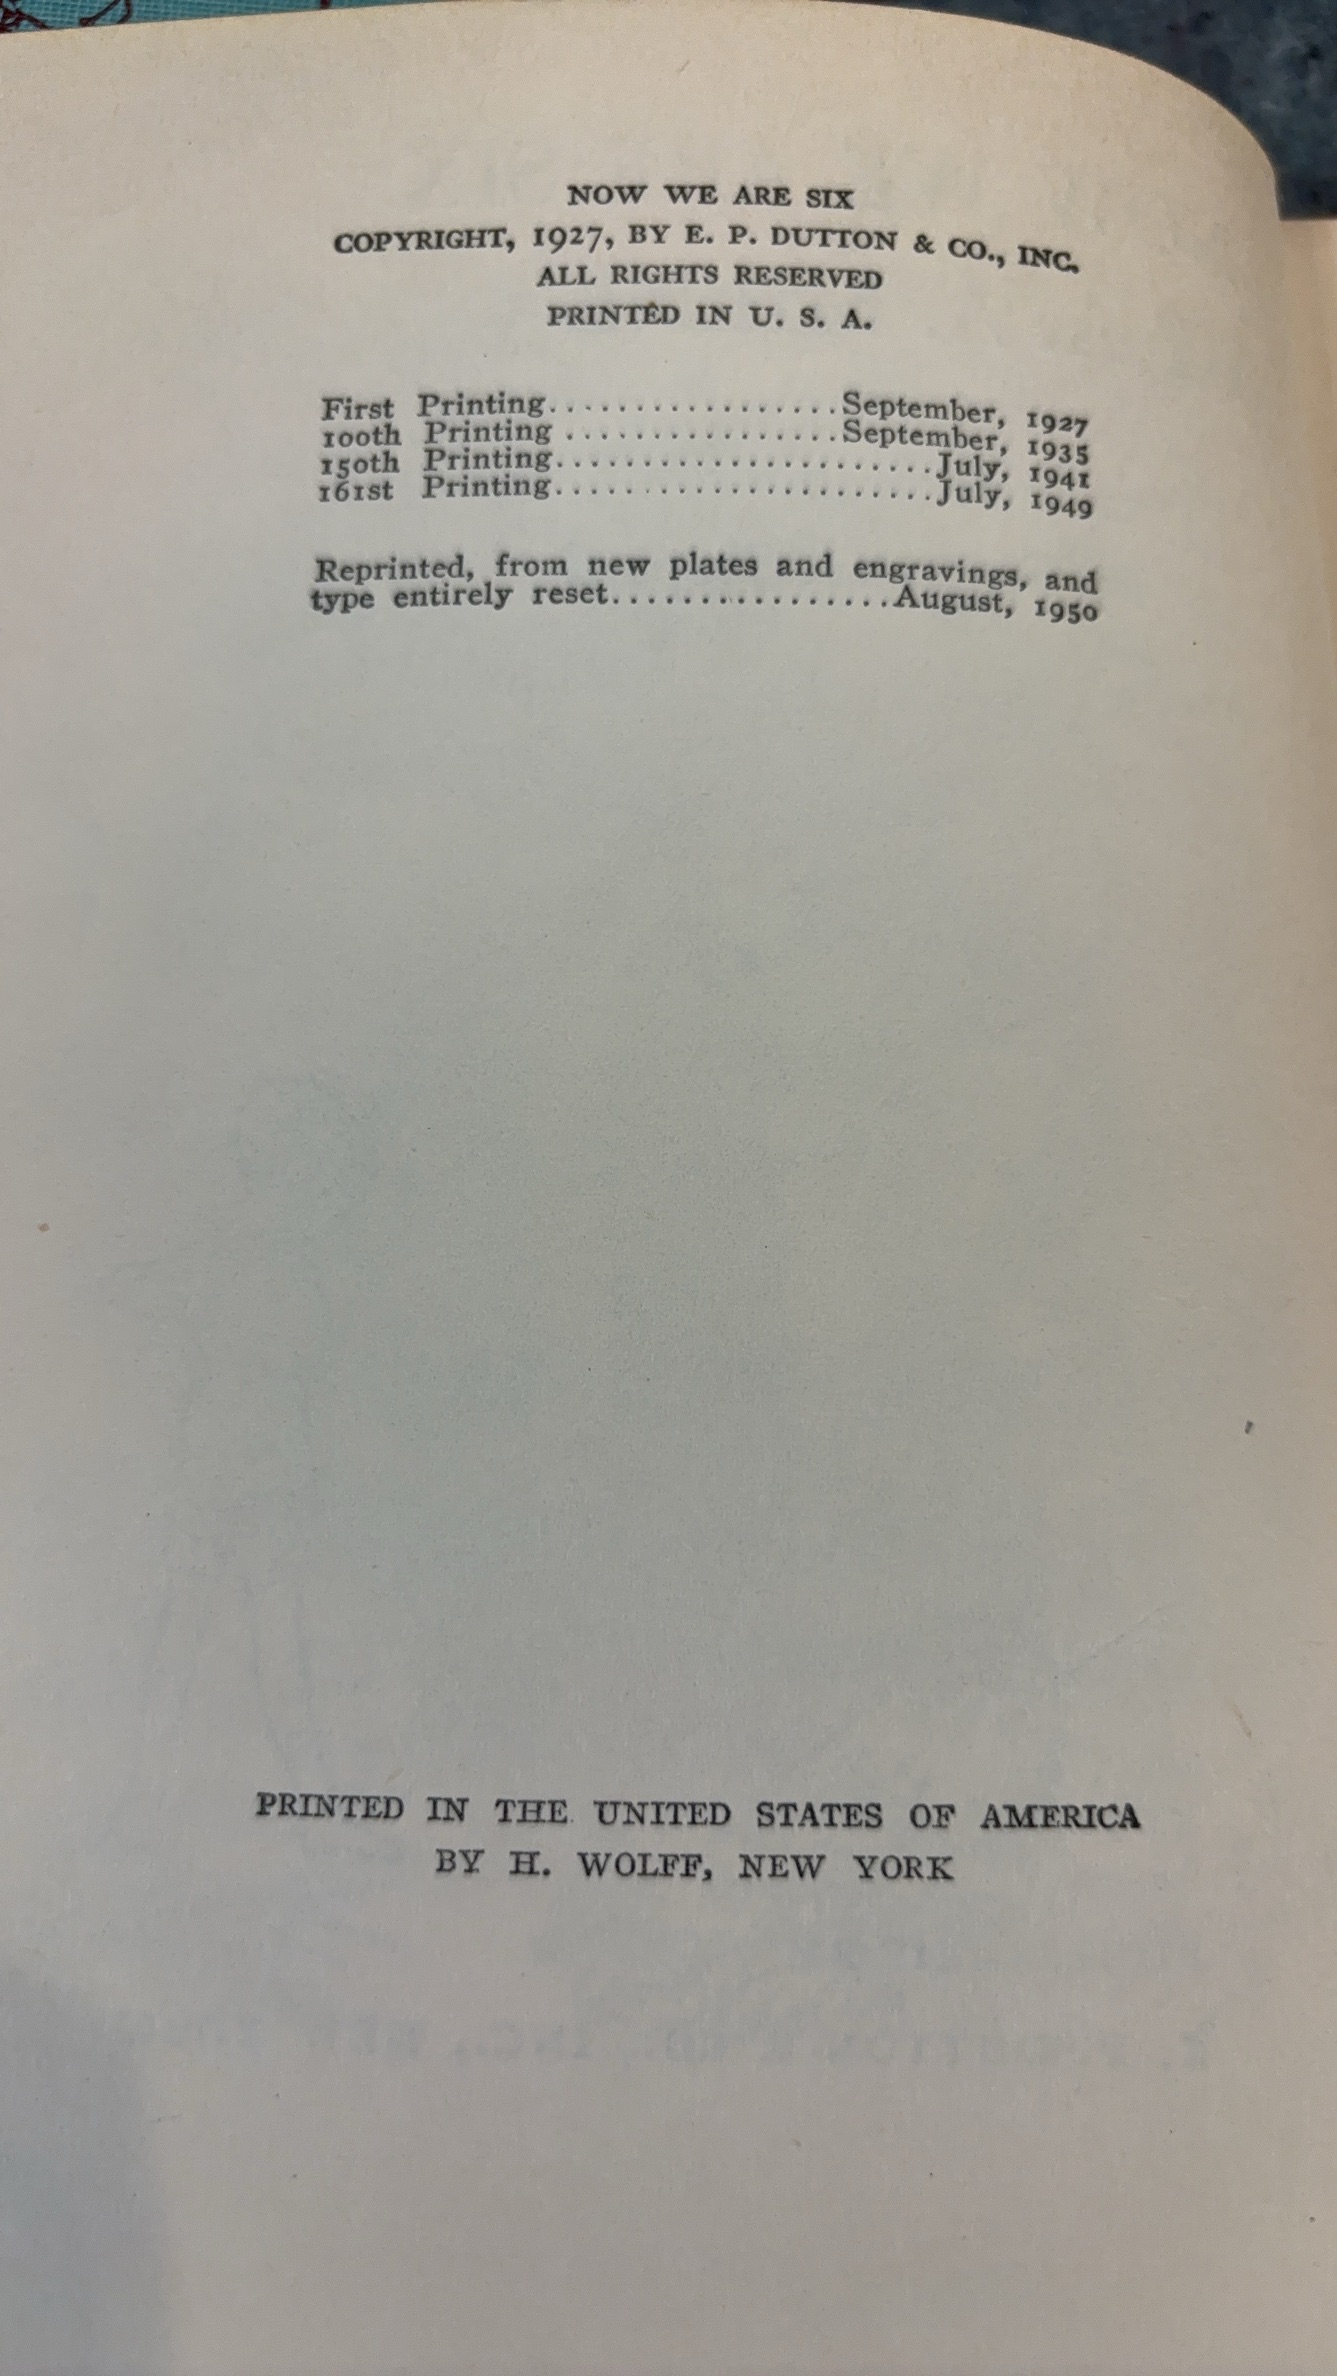 NOW WE ARE SIX
COPYRIGHT, 1927, BY E. P. DUTTON & CO., INC.
ALL RIGHTS RESERVED
PRINTED IN U. S. A.
First Printing.................September, 1927
100th Printing ................September, 1935
150th Printing......................July, 1941
161st Printing......................July, 1949
Reprinted, from new plates and engravings, and
type entirely reset................August, 1950
PRINTED IN THE UNITED STATES OF AMERICA
BY H. WOLFF, NEW YORK